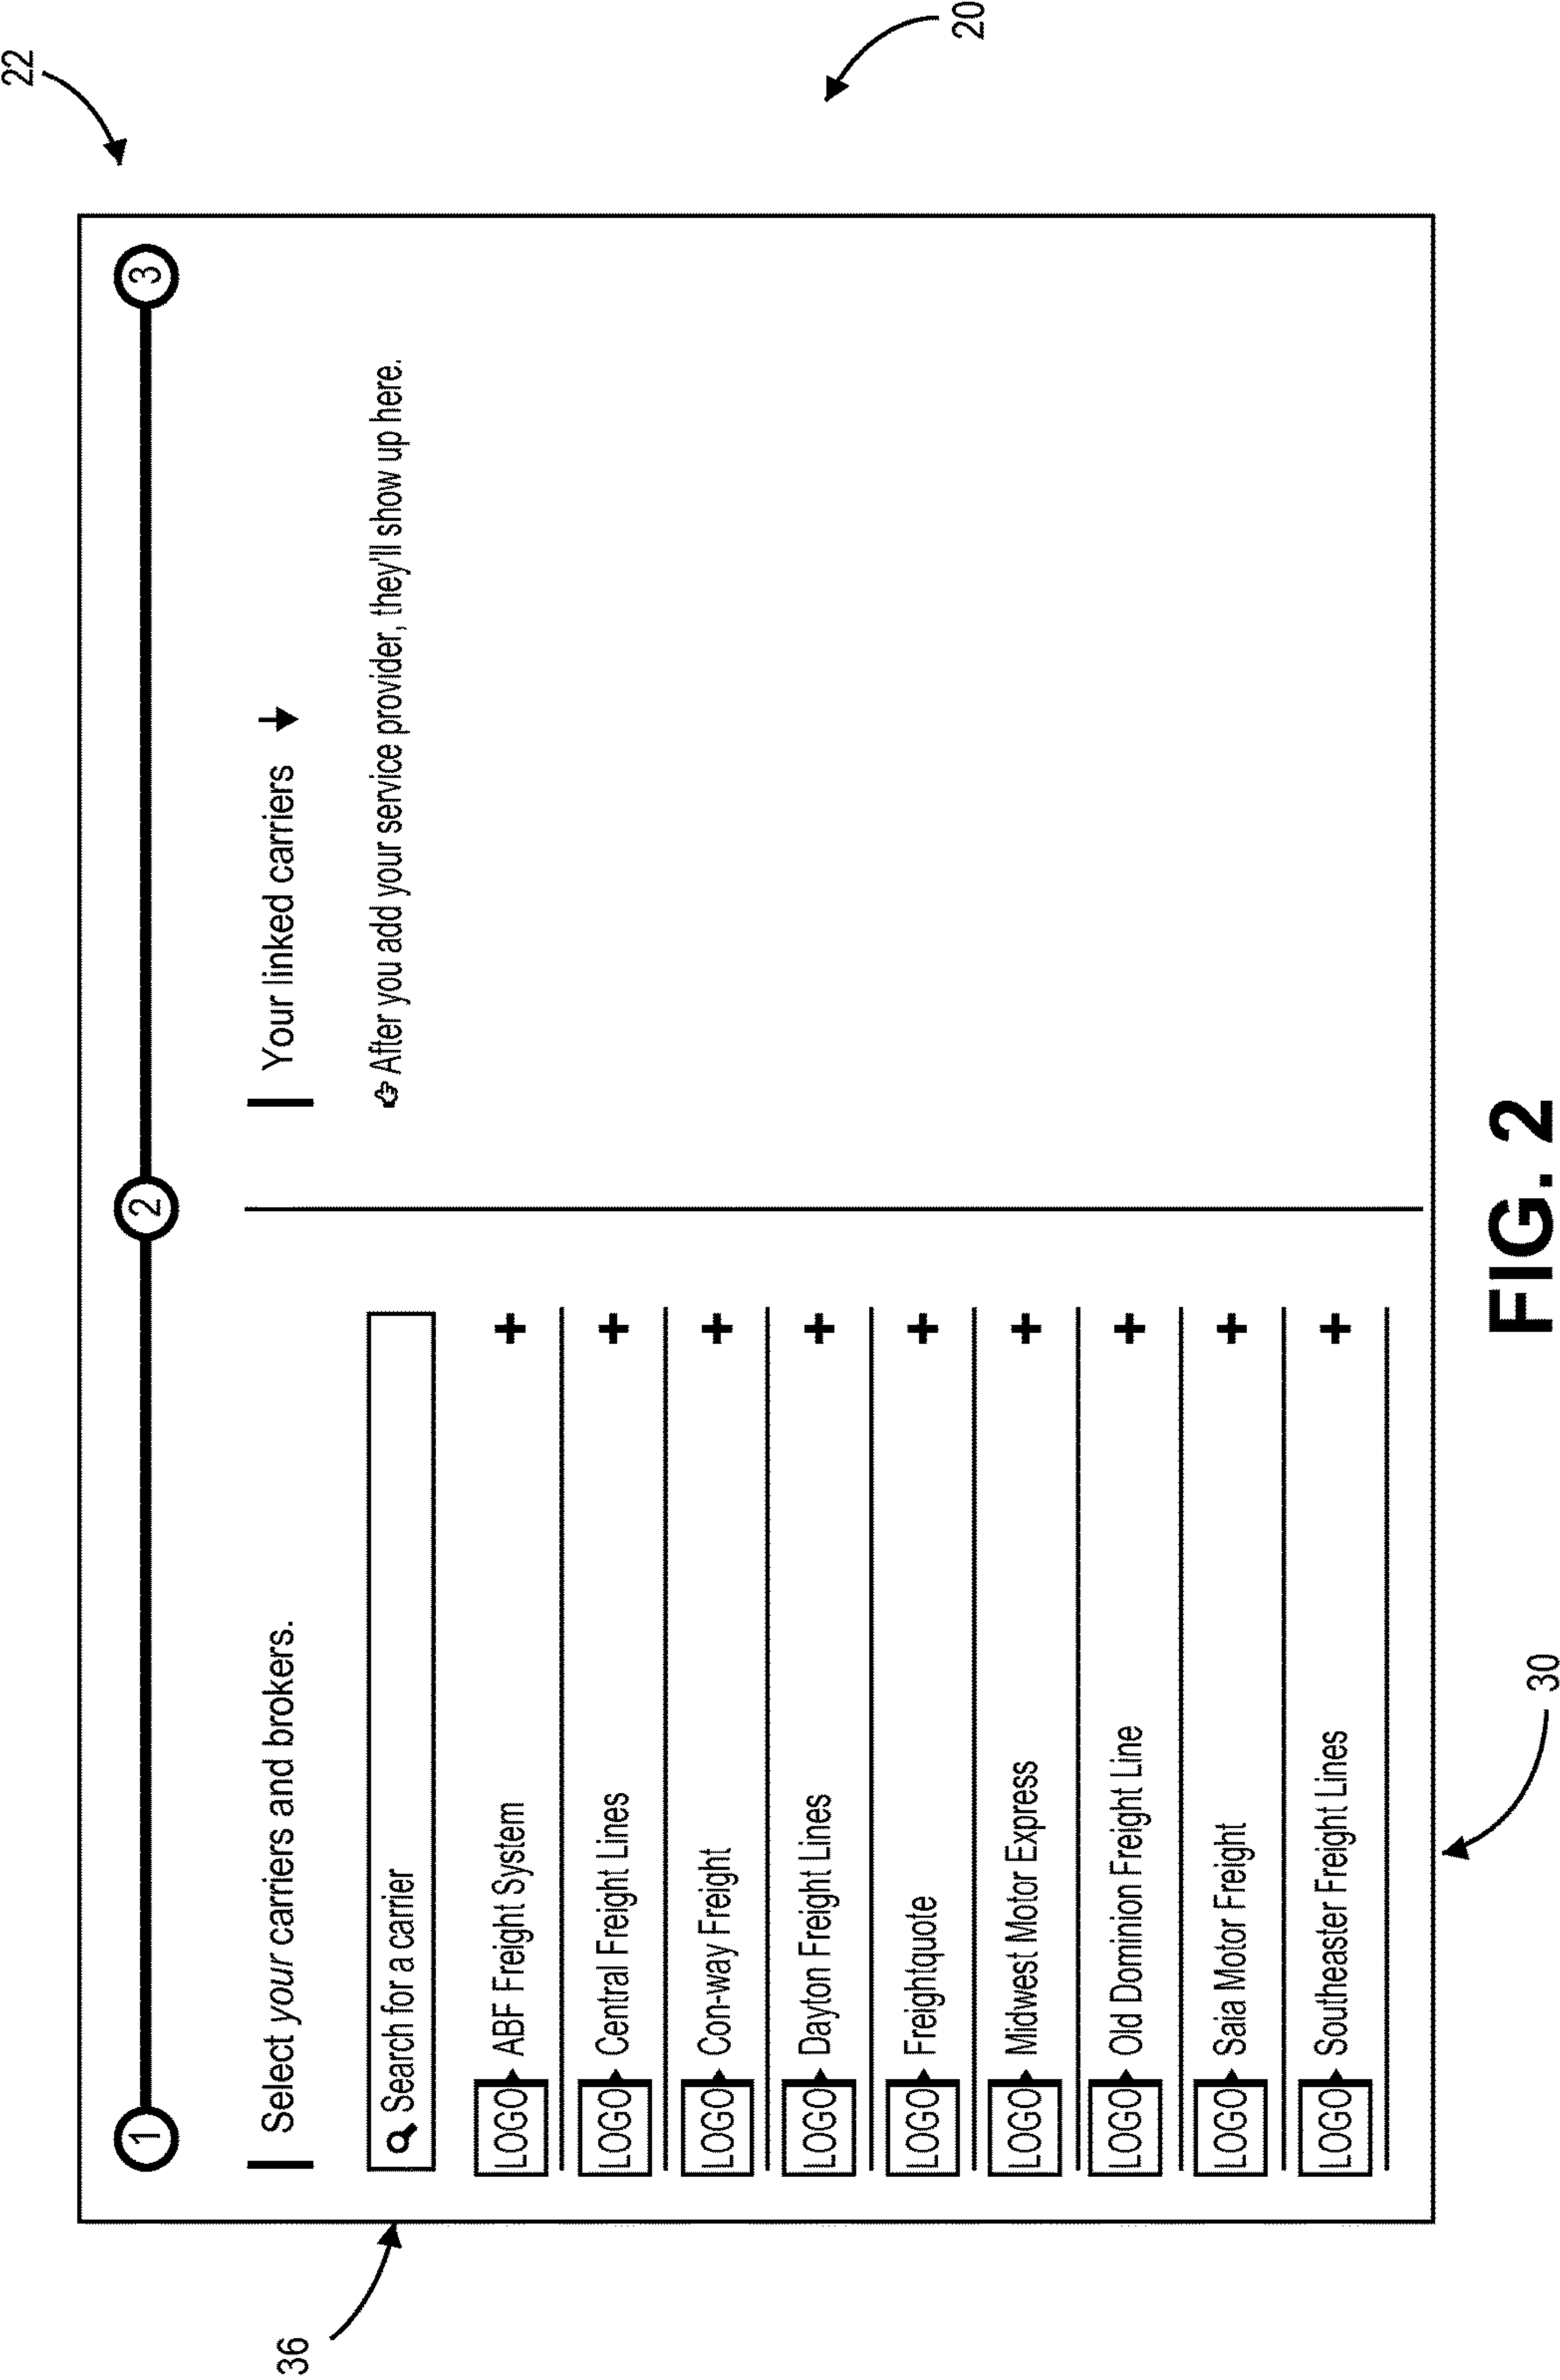 22
20
1
2
3
Select your carriers and brokers.
Your linked carriers
36
Search for a carrier
After you add your service provider, they'll show up here.
LOGO ABF Freight System +
LOGO Central Freight Lines +
LOGO Con-way Freight +
LOGO Dayton Freight Lines +
LOGO Freightquote +
LOGO Midwest Motor Express +
LOGO Old Dominion Freight Line +
LOGO Saia Motor Freight +
LOGO Southeaster Freight Lines +
30
FIG. 2